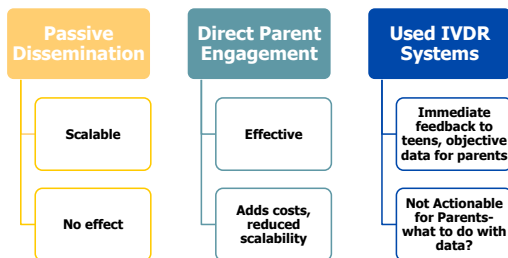 Passive
Dissemination
Scalable
No effect
Direct Parent
Engagement
Effective
Adds costs,
reduced
scalability
Used IVDR
Systems
Immediate
feedback to
teens, objective
data for parents
Not Actionable
for Parents-
what to do with
data?